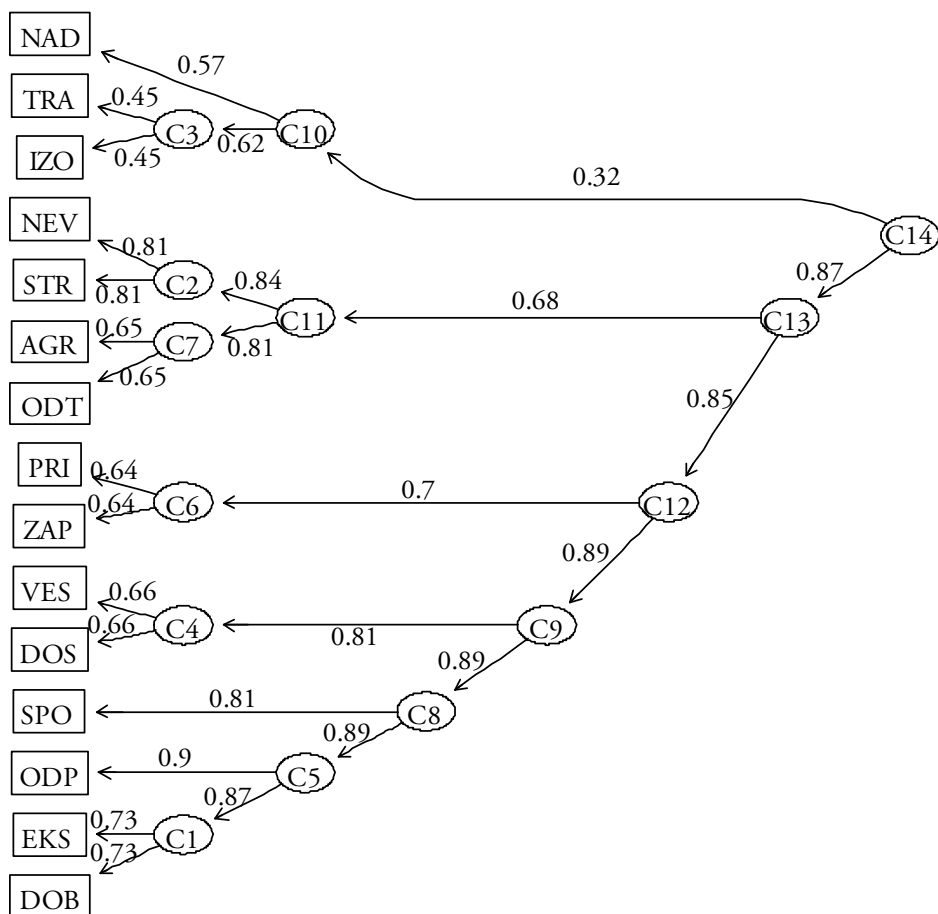 NAD
0.57
TRA
0.45
C3
C10
0.62
IZO
0.45
0.32
NEV
C14
0.81
0.87
STR
C2
0.84
0.81
C11
0.68
C13
AGR
0.65
C7
0.81
0.65
ODT
0.85
PRI
0.64
C6
0.7
C12
0.64
ZAP
0.89
VES
0.66
C4
C9
0.66
0.81
DOS
0.89
SPO
0.81
C8
0.89
ODP
0.9
C5
0.87
EKS
0.73
C1
0.73
DOB